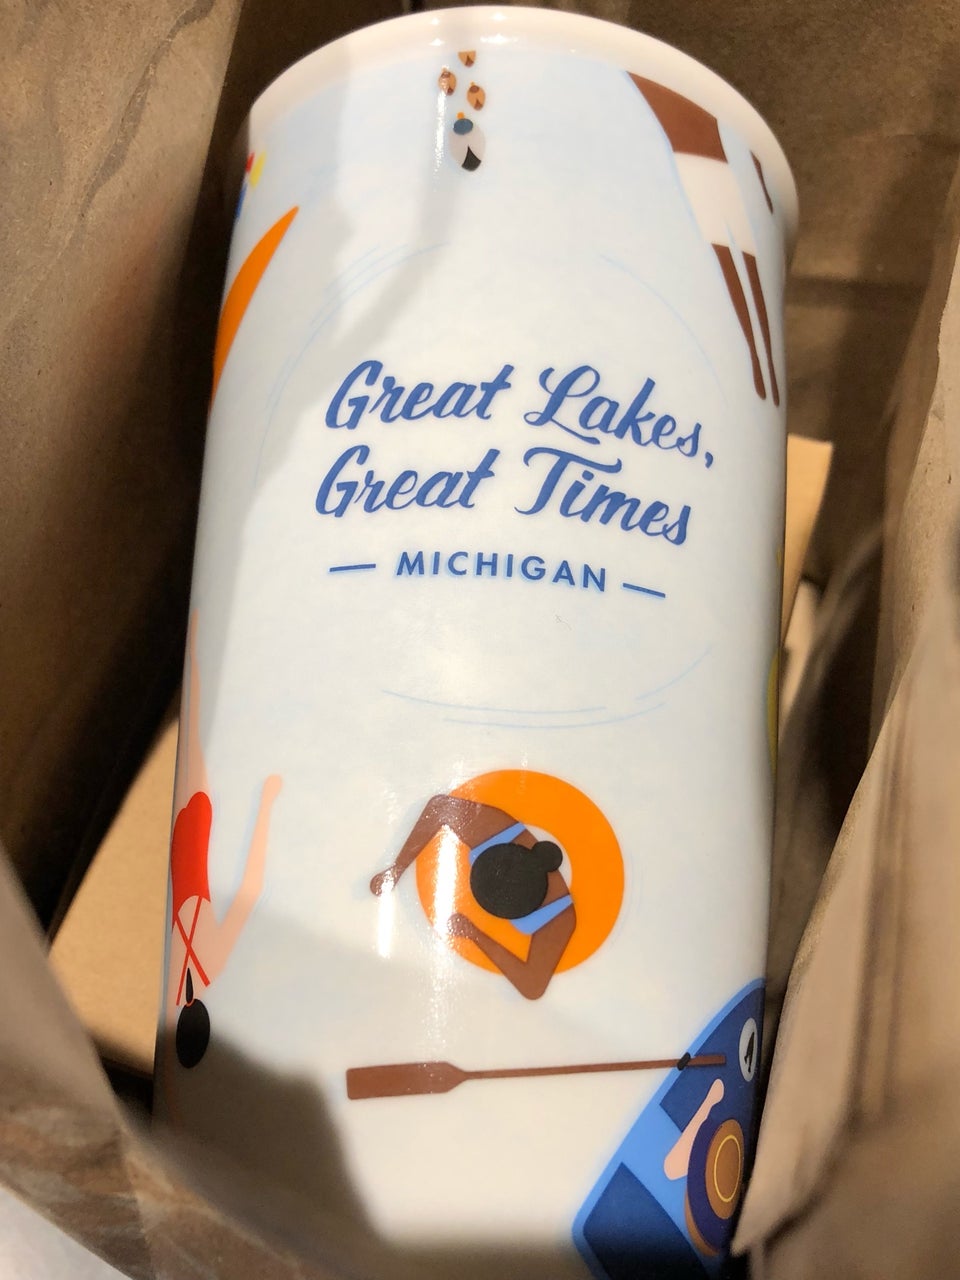 Great Lakes,
Great Times
— MICHIGAN —